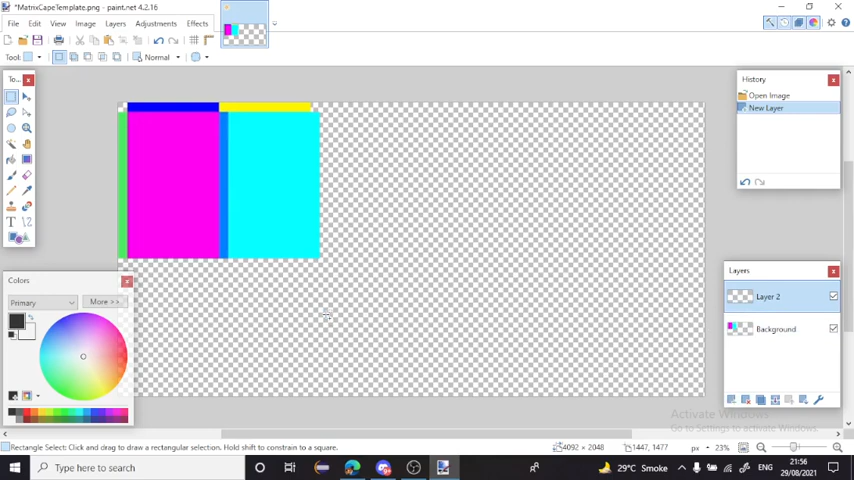 *MatrixCapeTemplate.png - paint.net 4.2.16
File Edit View Image Layers Adjustments Effects
Tool: Normal
To...
History
Open Image
New Layer
T
Layers
Layer 2
Background
Colors
Primary
More >>
Activate Windows
Go to Settings to activate Windows.
Rectangle Select: Click and drag to draw a rectangular selection. Hold shift to constrain to a square.
4092 × 2048
1447, 1477
px
23%
Type here to search
29°C Smoke
ENG
21:56
29/08/2021